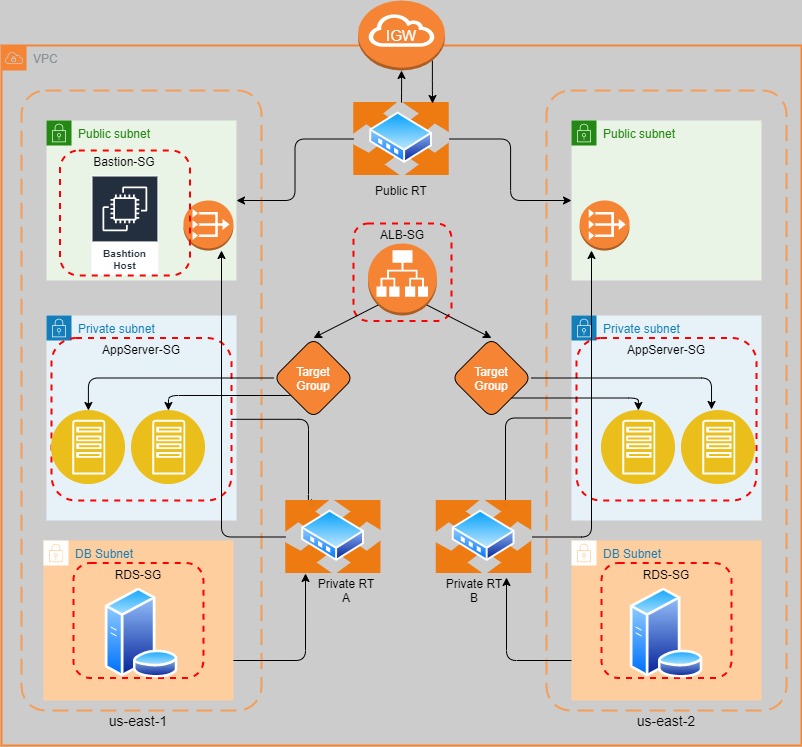 IGW
VPC
Public subnet
Bastion-SG
Bashtion
Host
Public RT
Public subnet
ALB-SG
Private subnet
AppServer-SG
Target
Group
Target
Group
Private subnet
AppServer-SG
DB Subnet
RDS-SG
Private RT
A
Private RT
B
DB Subnet
RDS-SG
us-east-1
us-east-2